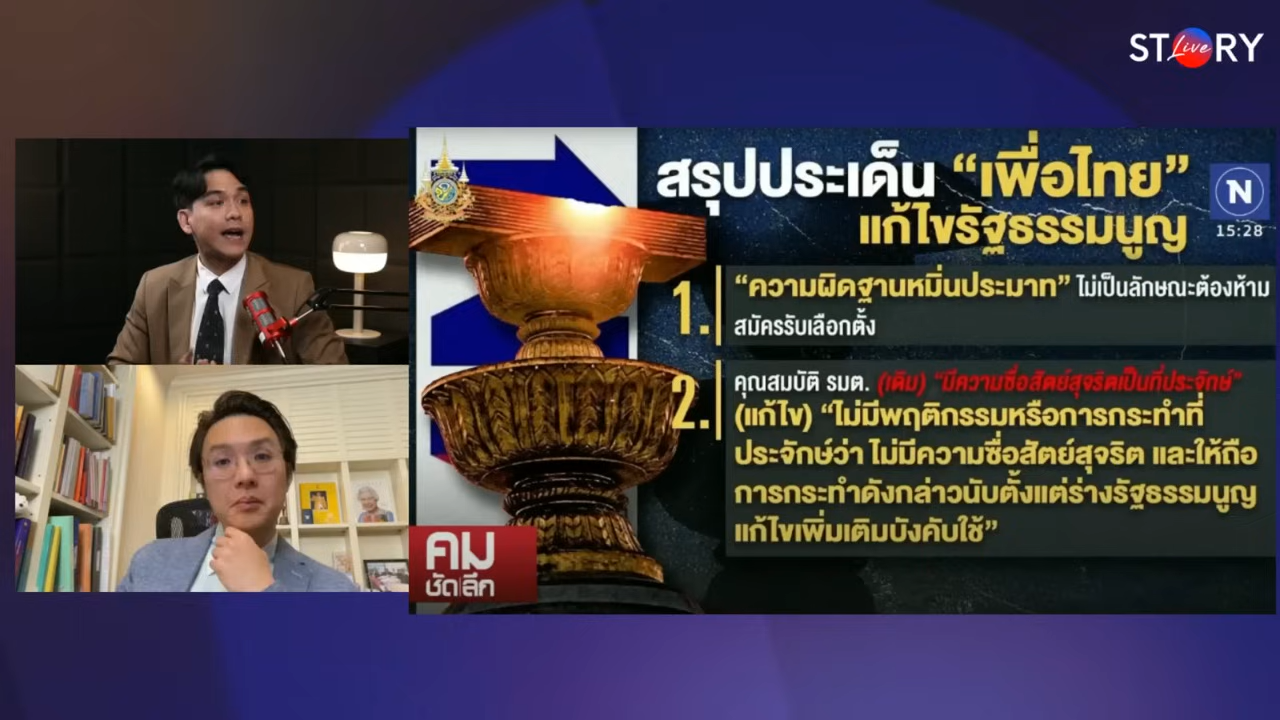 STORY
Live
สรุปประเด็น “เพื่อไทย”
แก้ไขรัฐธรรมนูญ
N
15:28
1. “ความผิดฐานหมิ่นประมาท” ไม่เป็นลักษณะต้องห้าม
สมัครรับเลือกตั้ง
2. คุณสมบัติ รมต. (เดิม) “มีความซื่อสัตย์สุจริตเป็นที่ประจักษ์”
(แก้ไข) “ไม่มีพฤติกรรมหรือการกระทำที่
ประจักษ์ว่า ไม่มีความซื่อสัตย์สุจริต และให้ถือ
การกระทำดังกล่าวนับตั้งแต่ร่างรัฐธรรมนูญ
แก้ไขเพิ่มเติมบังคับใช้”
คม
ชัดลึก